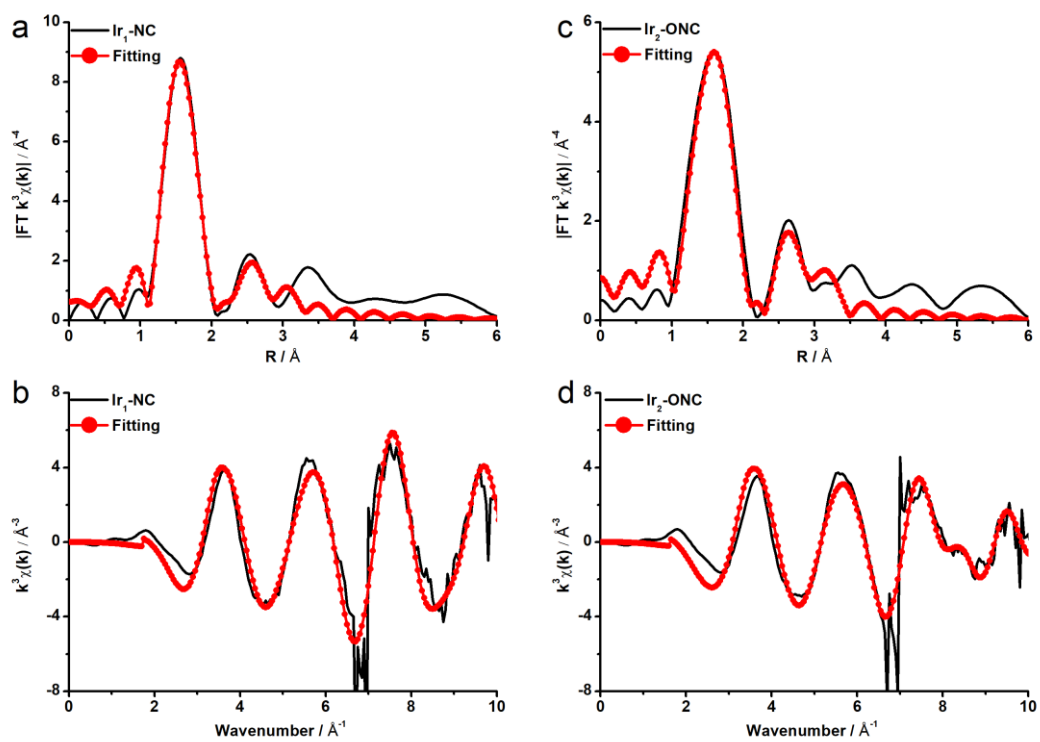 a
Ir₁-NC
Fitting
10
8
6
4
2
0
|FT k³χ(k)| / Å⁻⁴
0 1 2 3 4 5 6
R / Å
c
Ir₂-ONC
Fitting
6
4
2
0
|FT k³χ(k)| / Å⁻⁴
0 1 2 3 4 5 6
R / Å
b
Ir₁-NC
Fitting
8
4
0
-4
-8
k³χ(k) / Å⁻³
0 2 4 6 8 10
Wavenumber / Å⁻¹
d
Ir₂-ONC
Fitting
8
4
0
-4
-8
k³χ(k) / Å⁻³
0 2 4 6 8 10
Wavenumber / Å⁻¹